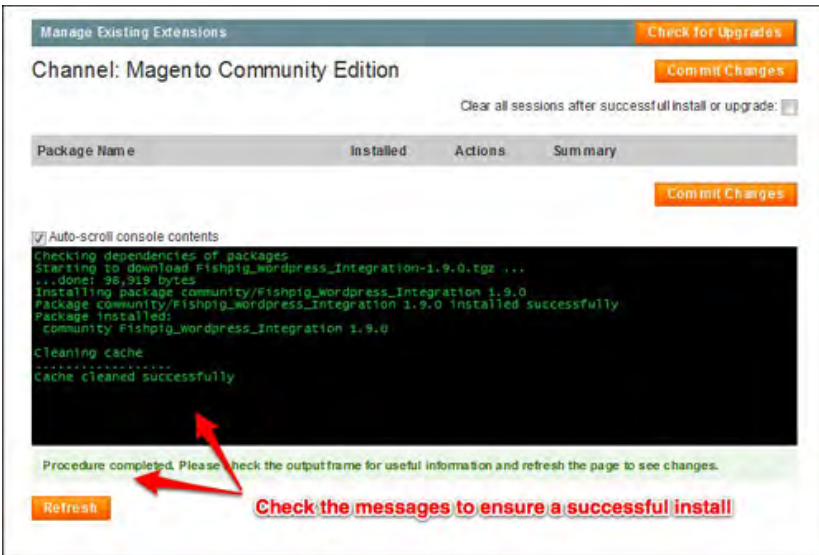 Manage Existing Extensions
Check for Upgrades
Channel: Magento Community Edition
Commit Changes
Clear all sessions after successfull install or upgrade:
Package Name Installed Actions Summary
Commit Changes
Auto-scroll console contents
Checking dependencies of packages
Starting to download Fishpig_Wordpress_Integration-1.9.0.tgz ...
...done: 98,919 bytes
Installing package community/Fishpig_Wordpress_Integration 1.9.0
Package community/Fishpig_Wordpress_Integration 1.9.0 installed successfully
Package installed:
community Fishpig_Wordpress_Integration 1.9.0
Cleaning cache
..................
Cache cleaned successfully
Procedure completed. Please check the output frame for useful information and refresh the page to see changes.
Refresh
Check the messages to ensure a successful install